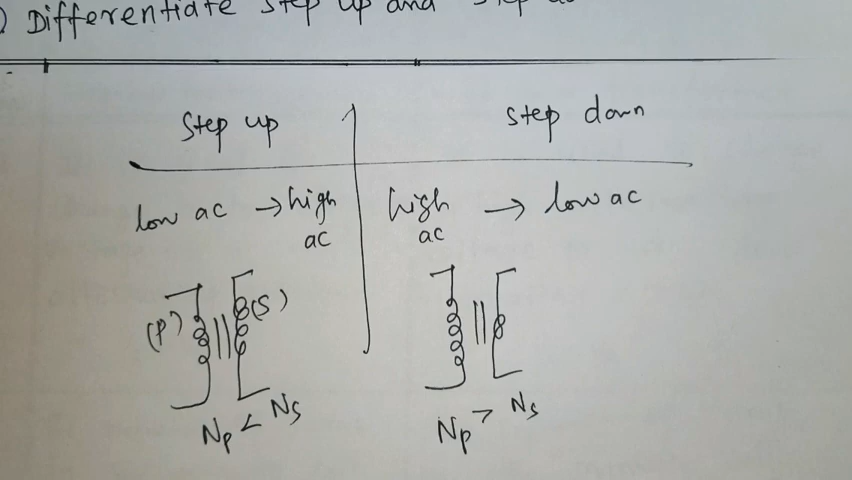 ) Differentiate step up and step
step up step down
low ac → high ac high ac → low ac
(P) (S)
Np < Ns Np > Ns